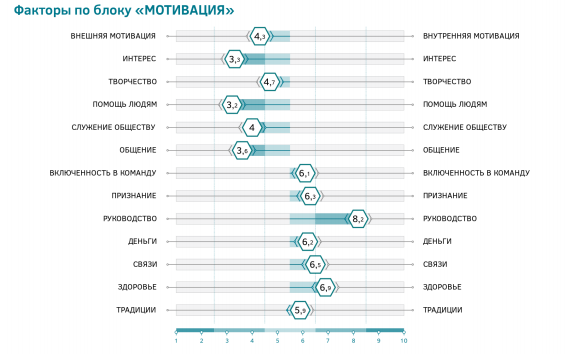 Факторы по блоку «МОТИВАЦИЯ»
ВНЕШНЯЯ МОТИВАЦИЯ 4,3 ВНУТРЕННЯЯ МОТИВАЦИЯ
ИНТЕРЕС 3,3 ИНТЕРЕС
ТВОРЧЕСТВО 4,7 ТВОРЧЕСТВО
ПОМОЩЬ ЛЮДЯМ 3,2 ПОМОЩЬ ЛЮДЯМ
СЛУЖЕНИЕ ОБЩЕСТВУ 4 СЛУЖЕНИЕ ОБЩЕСТВУ
ОБЩЕНИЕ 3,6 ОБЩЕНИЕ
ВКЛЮЧЕННОСТЬ В КОМАНДУ 6,1 ВКЛЮЧЕННОСТЬ В КОМАНДУ
ПРИЗНАНИЕ 6,3 ПРИЗНАНИЕ
РУКОВОДСТВО 8,2 РУКОВОДСТВО
ДЕНЬГИ 6,2 ДЕНЬГИ
СВЯЗИ 6,5 СВЯЗИ
ЗДОРОВЬЕ 6,9 ЗДОРОВЬЕ
ТРАДИЦИИ 5,9 ТРАДИЦИИ
1 2 3 4 5 6 7 8 9 10